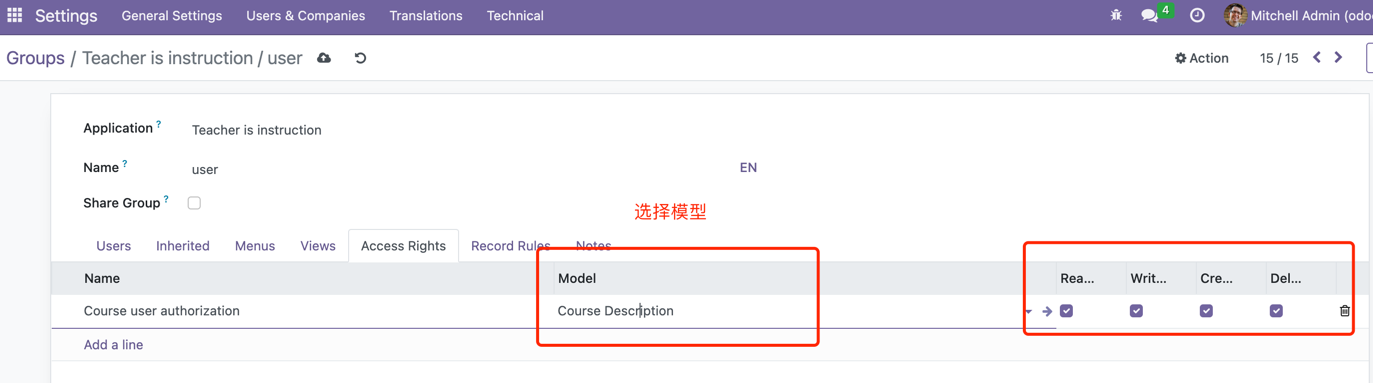 Settings General Settings Users & Companies Translations Technical 4 Mitchell Admin (odoo
Groups / Teacher is instruction / user Action 15 / 15
Application ? Teacher is instruction
Name ? user EN
Share Group ?
选择模型
Users Inherited Menus Views Access Rights Record Rules Notes
Name Model Rea... Writ... Cre... Del...
Course user authorization Course Description
Add a line